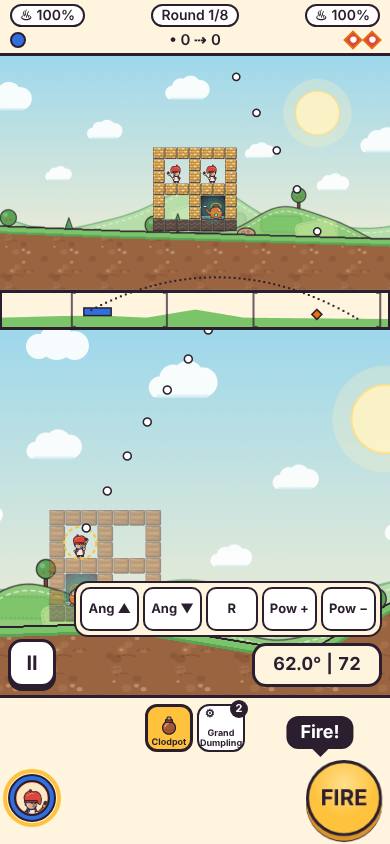 ♨ 100%
Round 1/8
♨ 100%
• 0 ⇢ 0
Ang ▲
Ang ▼
R
Pow +
Pow −
62.0° | 72
Clodpot
2
Grand
Dumpling
Fire!
FIRE